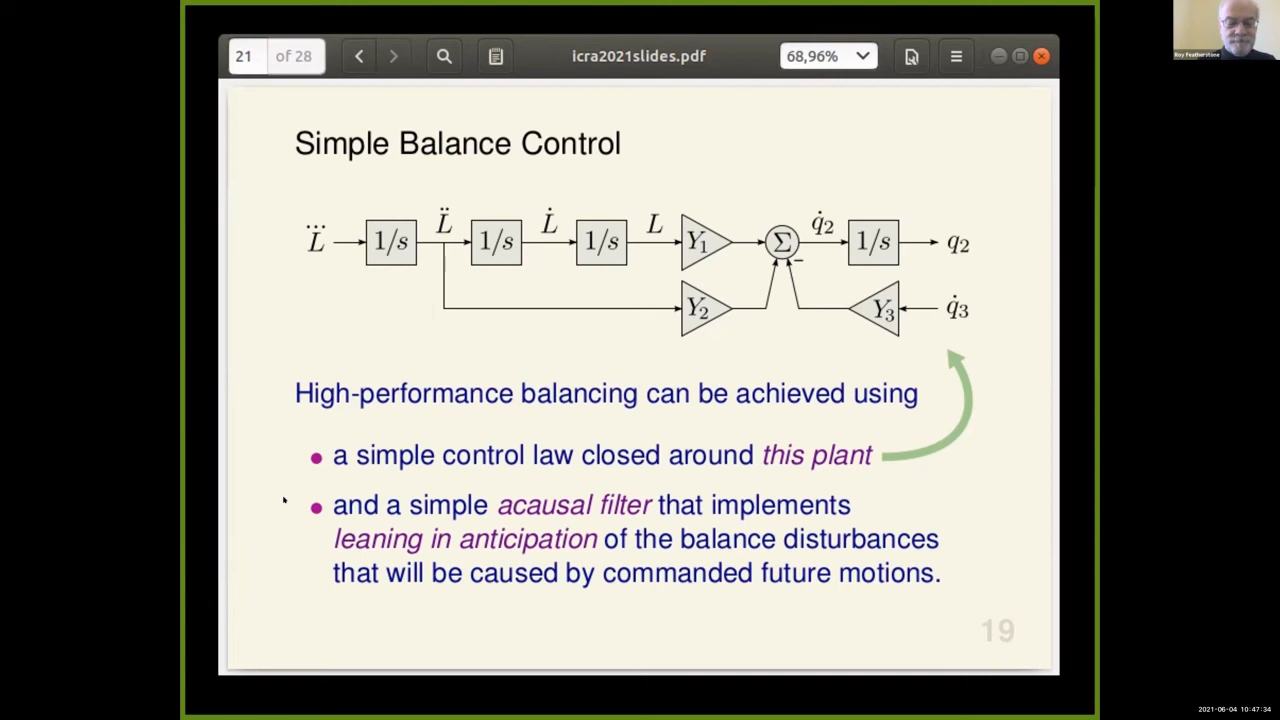 21 of 28 icra2021slides.pdf 68,96%
Roy Featherstone
Simple Balance Control
L⃛ 1/s L̈ 1/s L̇ 1/s L Y₁ Σ q̇₂ 1/s q₂
−
Y₂ Y₃ q̇₃
High-performance balancing can be achieved using
• a simple control law closed around this plant
• and a simple acausal filter that implements
leaning in anticipation of the balance disturbances
that will be caused by commanded future motions.
19
2021-06-04 10:47:34